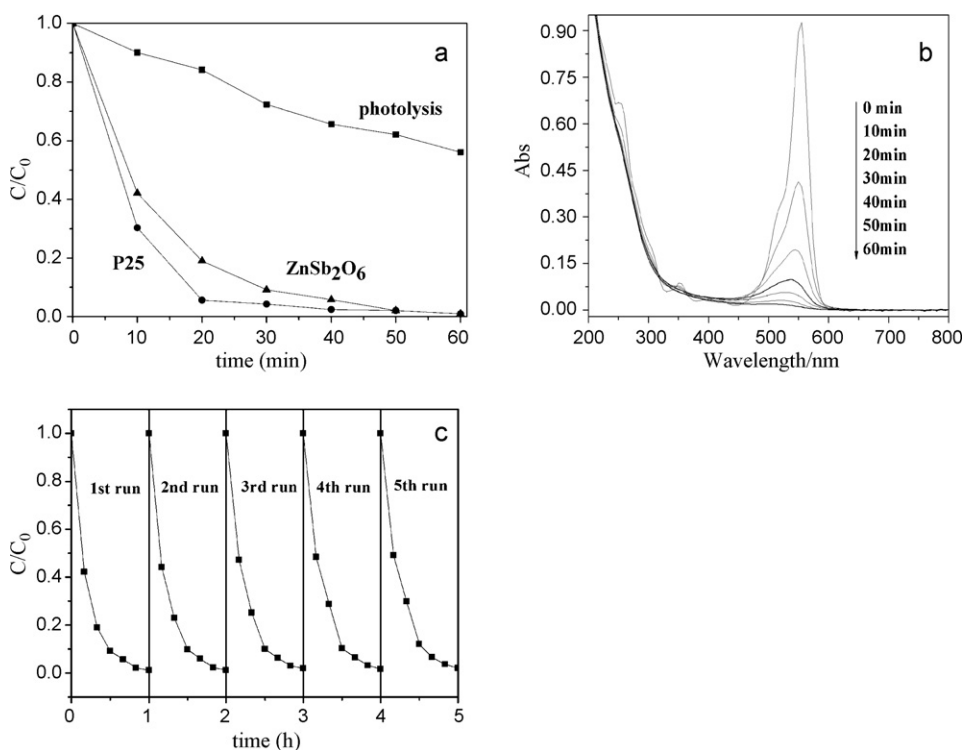 a
photolysis
P25
ZnSb₂O₆
C/C₀
1.0
0.8
0.6
0.4
0.2
0.0
0 10 20 30 40 50 60
time (min)
b
0 min
10min
20min
30min
40min
50min
60min
Abs
0.90
0.75
0.60
0.45
0.30
0.15
0.00
200 300 400 500 600 700 800
Wavelength/nm
c
1st run 2nd run 3rd run 4th run 5th run
C/C₀
1.0
0.8
0.6
0.4
0.2
0.0
0 1 2 3 4 5
time (h)